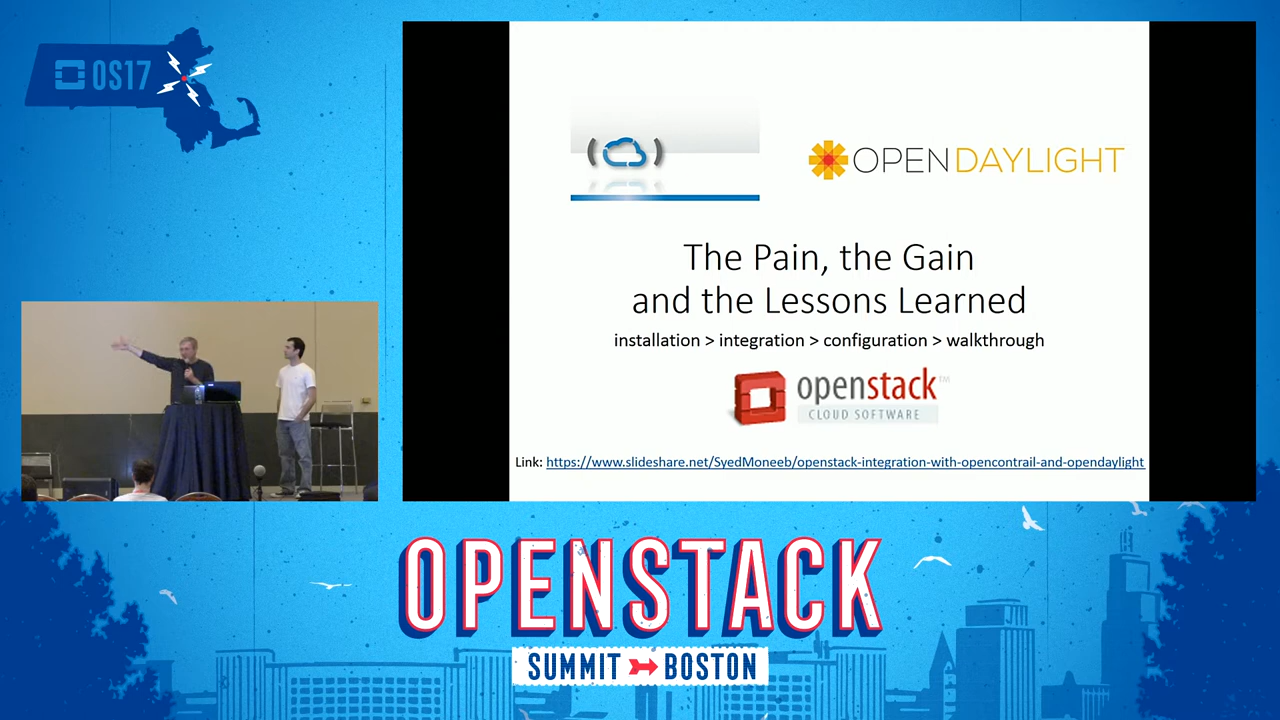 OS17
OPENDAYLIGHT
The Pain, the Gain
and the Lessons Learned
installation > integration > configuration > walkthrough
openstack™
CLOUD SOFTWARE
Link: https://www.slideshare.net/SyedMoneeb/openstack-integration-with-opencontrail-and-opendaylight
OPENSTACK
SUMMIT BOSTON